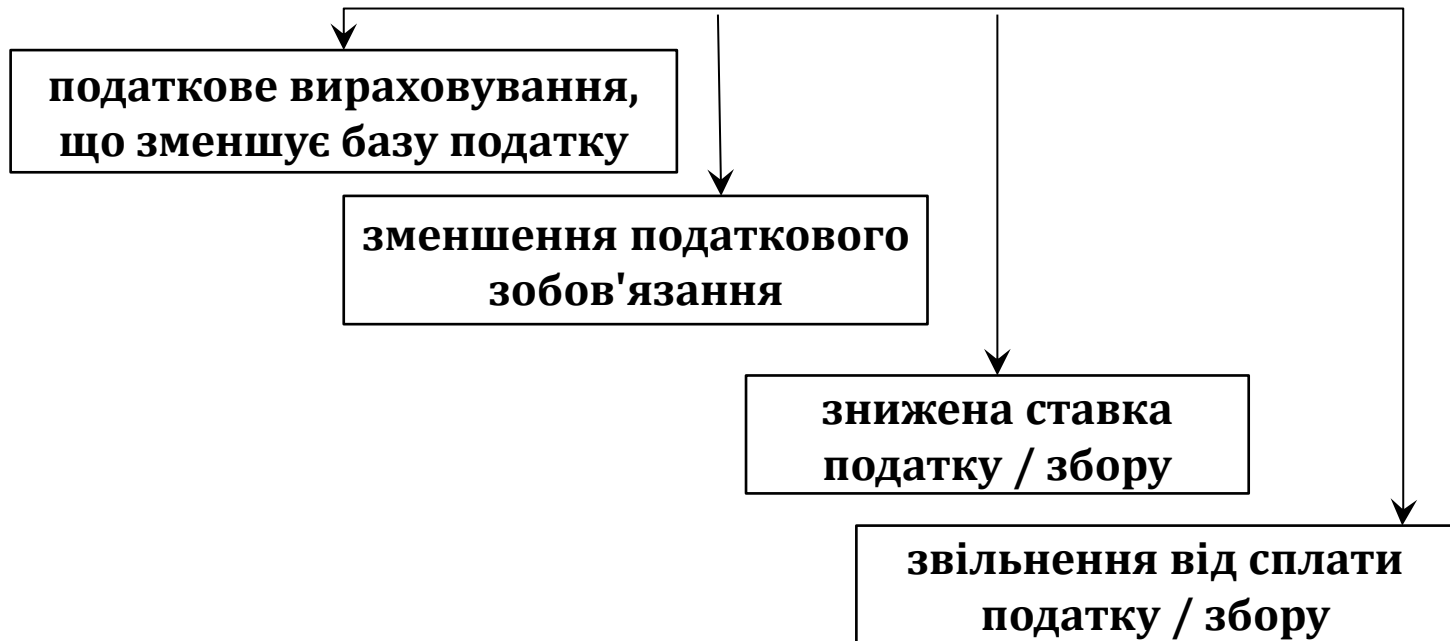 податкове вираховування,
що зменшує базу податку
зменшення податкового
зобов'язання
знижена ставка
податку / збору
звільнення від сплати
податку / збору